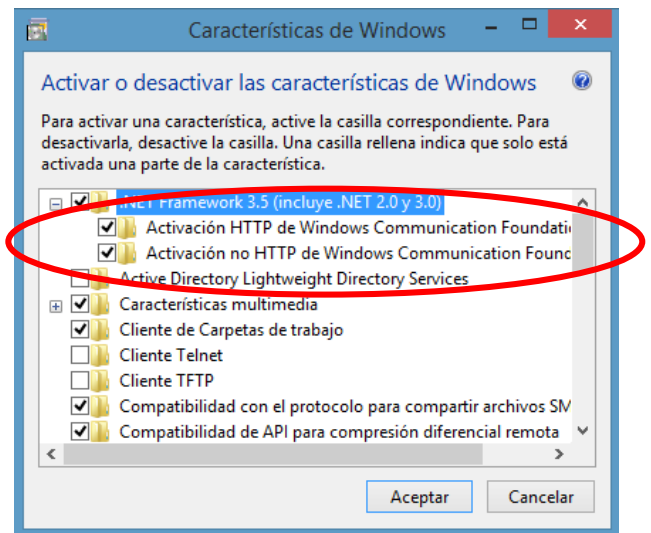 Características de Windows
Activar o desactivar las características de Windows
Para activar una característica, active la casilla correspondiente. Para
desactivarla, desactive la casilla. Una casilla rellena indica que solo está
activada una parte de la característica.
.NET Framework 3.5 (incluye .NET 2.0 y 3.0)
Activación HTTP de Windows Communication Foundati
Activación no HTTP de Windows Communication Found
Active Directory Lightweight Directory Services
Características multimedia
Cliente de Carpetas de trabajo
Cliente Telnet
Cliente TFTP
Compatibilidad con el protocolo para compartir archivos SM
Compatibilidad de API para compresión diferencial remota
Aceptar
Cancelar